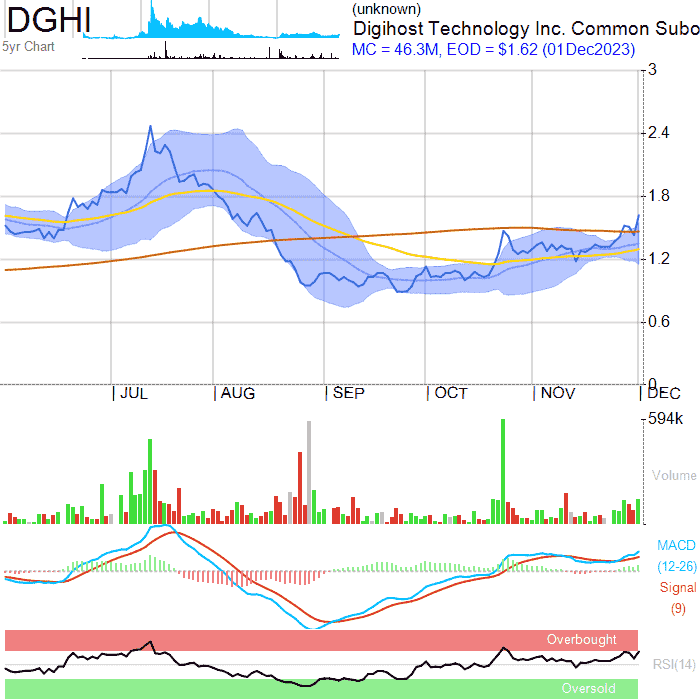 DGHI
5yr Chart
(unknown)
Digihost Technology Inc. Common Subo
MC = 46.3M, EOD = $1.62 (01Dec2023)
3
2.4
1.8
1.2
0.6
0
JUL AUG SEP OCT NOV DEC
594k
Volume
MACD
(12-26)
Signal
(9)
Overbought
RSI(14)
Oversold